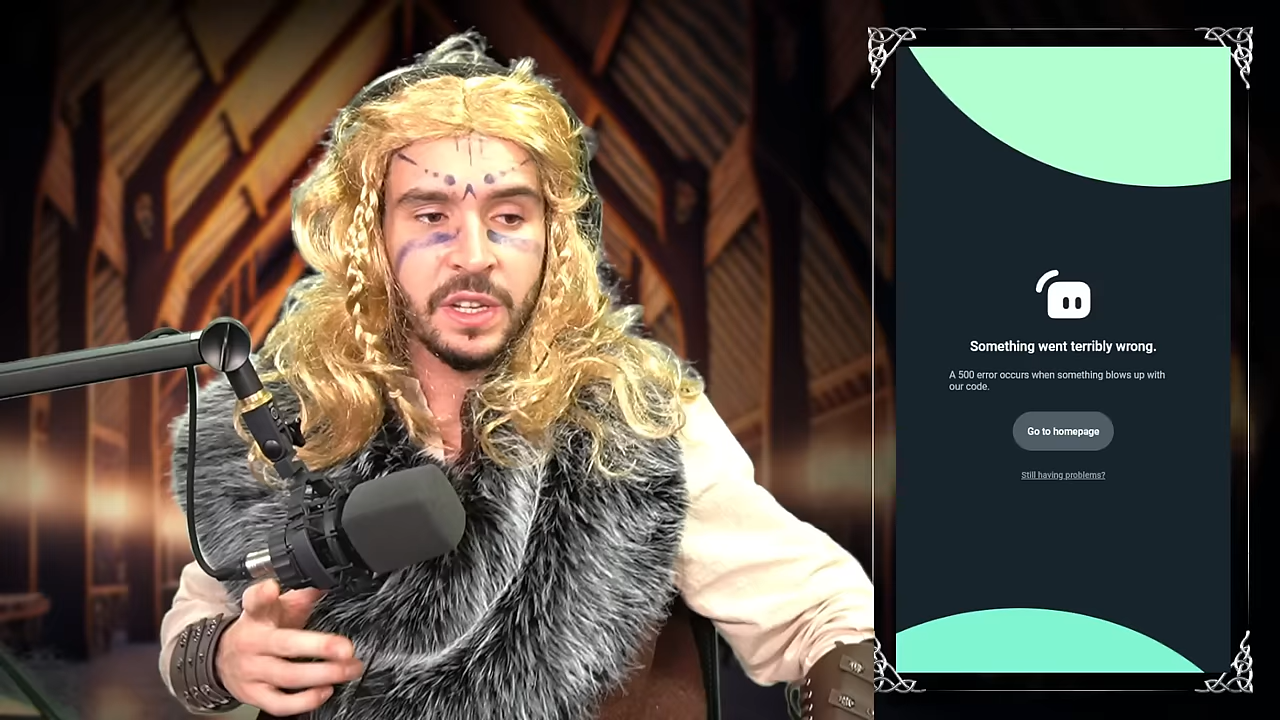 Something went terribly wrong.
A 500 error occurs when something blows up with
our code.
Go to homepage
Still having problems?